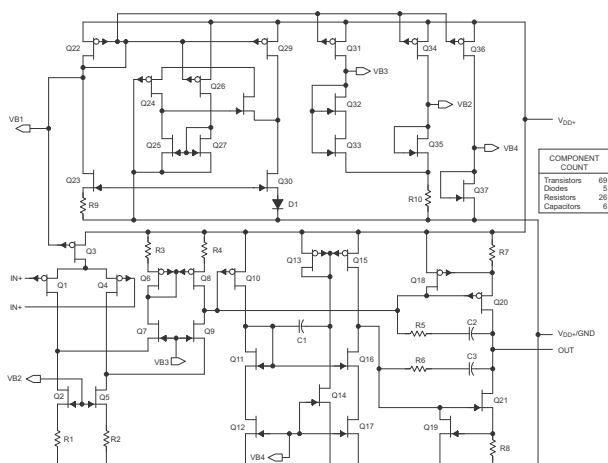 Q22
Q29
Q31
Q34
Q36
VB3
Q24
Q26
Q32
VB2
VB1
VDD+
Q25
Q27
Q33
Q35
VB4
COMPONENT
COUNT
Transistors 69
Diodes 5
Resistors 26
Capacitors 6
Q23
Q30
Q37
R9
D1
R10
Q3
R3
R4
Q13
Q15
R7
IN+
Q1
Q4
Q6
Q8
Q10
Q18
IN+
Q20
Q7
Q9
C1
R5
C2
VDD+/GND
VB3
Q11
Q16
R6
C3
OUT
VB2
Q2
Q5
Q14
Q21
Q12
Q17
Q19
R1
R2
VB4
R8